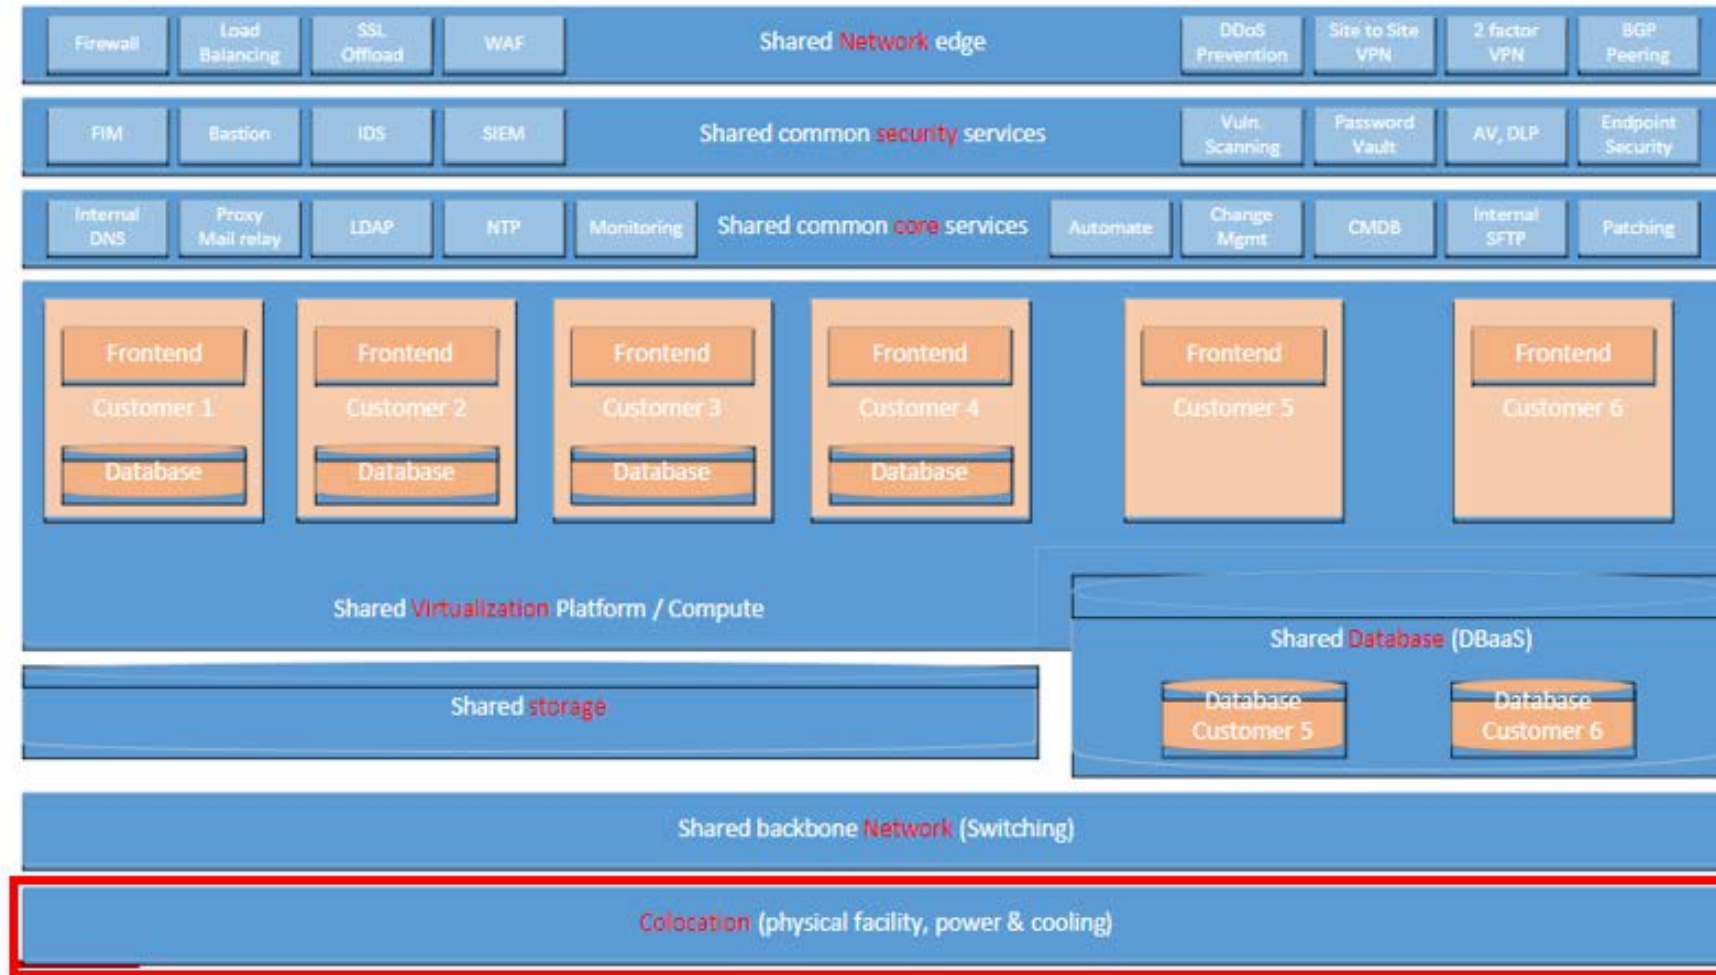 Firewall
Load
Balancing
SSL
Offload
WAF
Shared Network edge
DDoS
Prevention
Site to Site
VPN
2 factor
VPN
BGP
Peering
FIM
Bastion
IDS
SIEM
Shared common security services
Vuln.
Scanning
Password
Vault
AV, DLP
Endpoint
Security
Internal
DNS
Proxy
Mail relay
LDAP
NTP
Monitoring
Shared common core services
Automate
Change
Mgmt
CMDB
Internal
SFTP
Patching
Frontend
Customer 1
Database
Frontend
Customer 2
Database
Frontend
Customer 3
Database
Frontend
Customer 4
Database
Frontend
Customer 5
Frontend
Customer 6
Shared Virtualization Platform / Compute
Shared Database (DBaaS)
Database
Customer 5
Database
Customer 6
Shared storage
Shared backbone Network (Switching)
Colocation (physical facility, power & cooling)